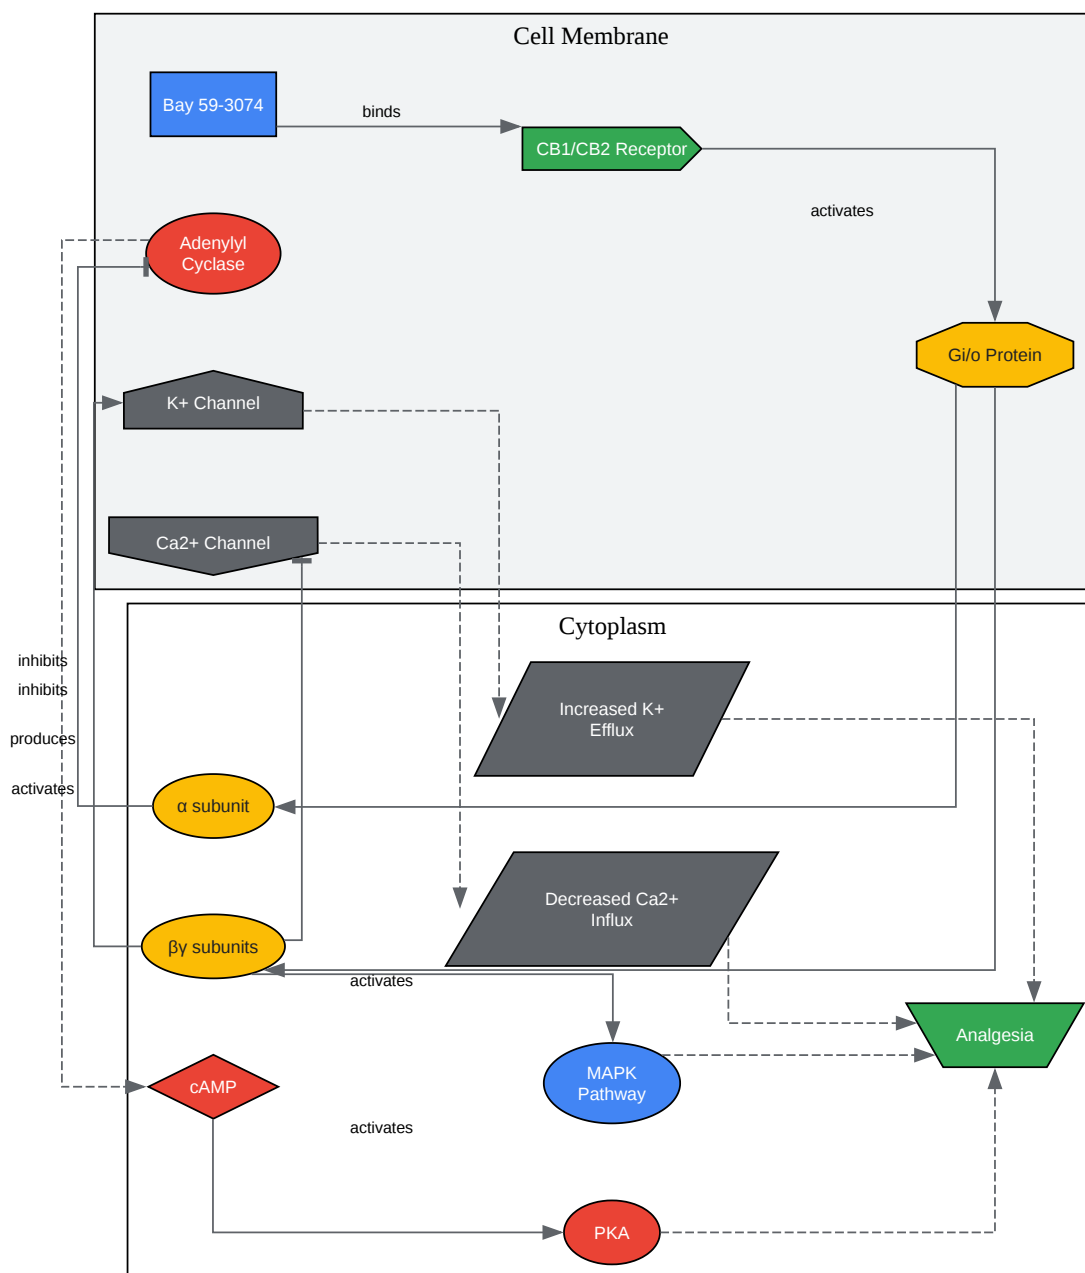 Cell Membrane
Bay 59-3074
binds
CB1/CB2 Receptor
activates
Adenylyl
Cyclase
Gi/o Protein
K+ Channel
Ca2+ Channel
Cytoplasm
inhibits
inhibits
produces
activates
Increased K+
Efflux
α subunit
Decreased Ca2+
Influx
βγ subunits
activates
Analgesia
MAPK
Pathway
cAMP
activates
PKA